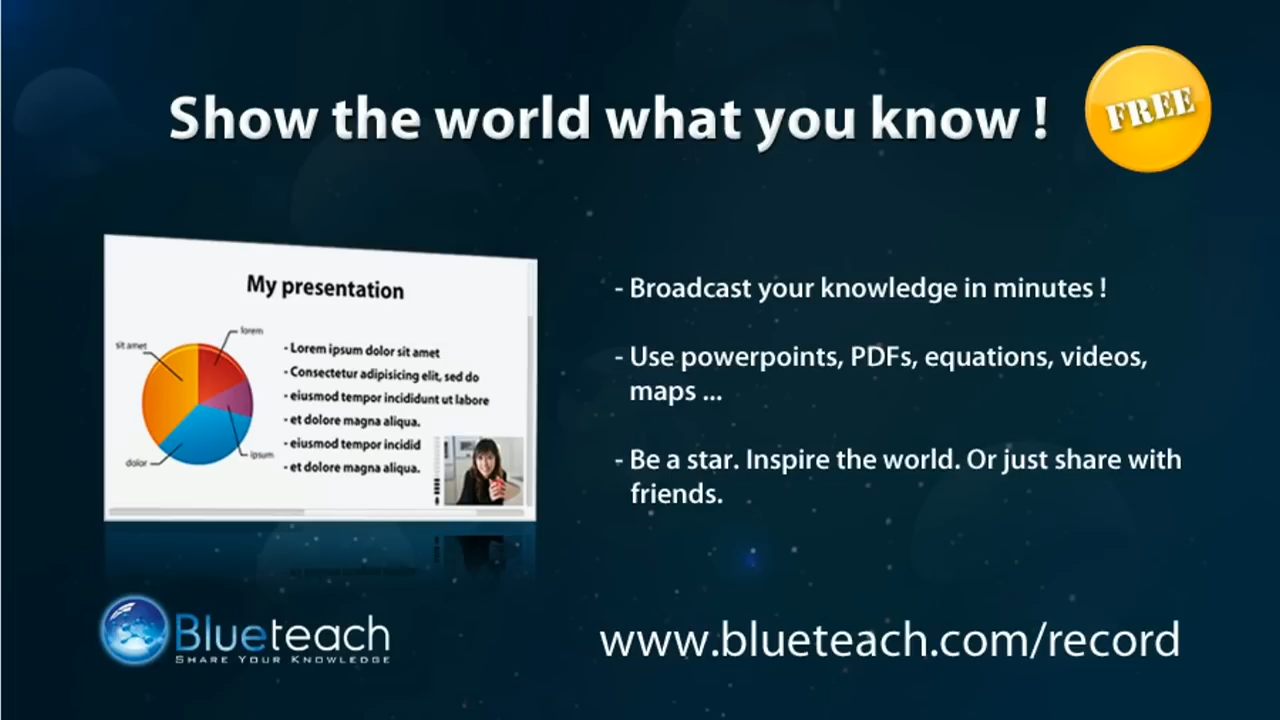 Show the world what you know !
FREE
My presentation
lorem
sit amet
ipsum
dolor
- Lorem ipsum dolor sit amet
- Consectetur adipisicing elit, sed do
- eiusmod tempor incididunt ut labore
- et dolore magna aliqua.
- eiusmod tempor incidid
- et dolore magna aliqua.
- Broadcast your knowledge in minutes !
- Use powerpoints, PDFs, equations, videos,
maps ...
- Be a star. Inspire the world. Or just share with
friends.
Blueteach
SHARE YOUR KNOWLEDGE
www.blueteach.com/record